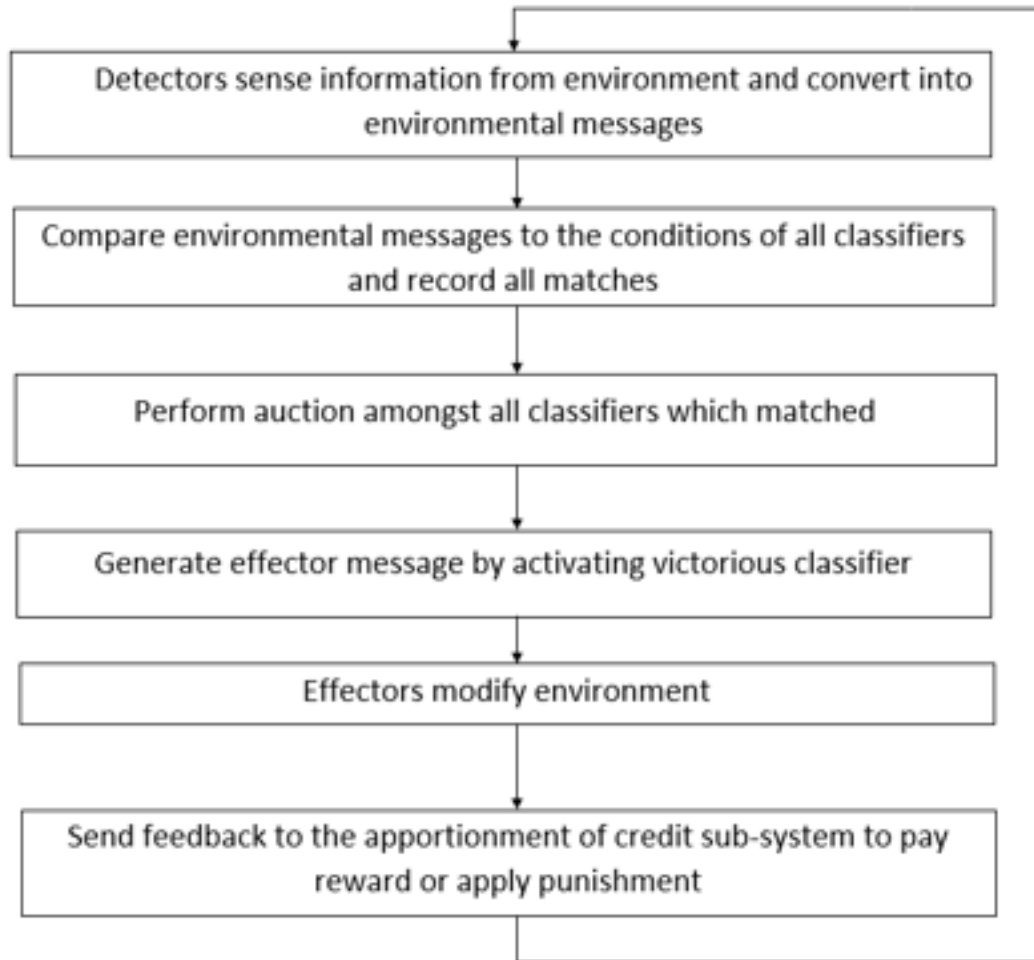 Detectors sense information from environment and convert into
environmental messages
Compare environmental messages to the conditions of all classifiers
and record all matches
Perform auction amongst all classifiers which matched
Generate effector message by activating victorious classifier
Effectors modify environment
Send feedback to the apportionment of credit sub-system to pay
reward or apply punishment